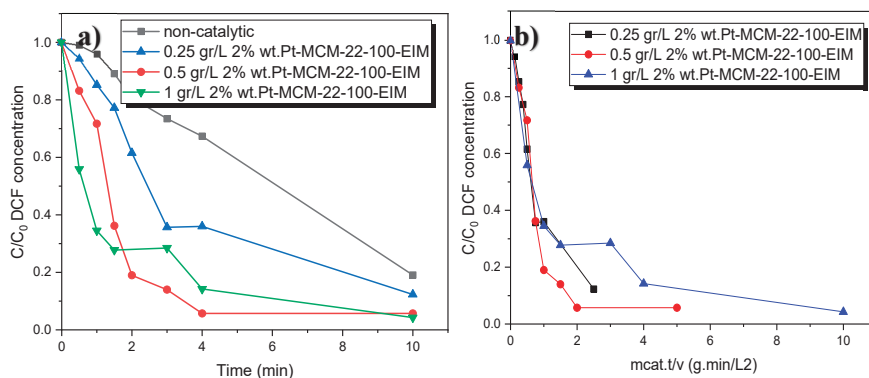 a)
non-catalytic
0.25 gr/L 2% wt.Pt-MCM-22-100-EIM
0.5 gr/L 2% wt.Pt-MCM-22-100-EIM
1 gr/L 2% wt.Pt-MCM-22-100-EIM
C/C₀ DCF concentration
1.0
0.8
0.6
0.4
0.2
0.0
0 2 4 6 8 10
Time (min)
b)
0.25 gr/L 2% wt.Pt-MCM-22-100-EIM
0.5 gr/L 2% wt.Pt-MCM-22-100-EIM
1 gr/L 2% wt.Pt-MCM-22-100-EIM
C/C₀ DCF concentration
1.0
0.8
0.6
0.4
0.2
0.0
0 2 4 6 8 10
mcat.t/v (g.min/L2)